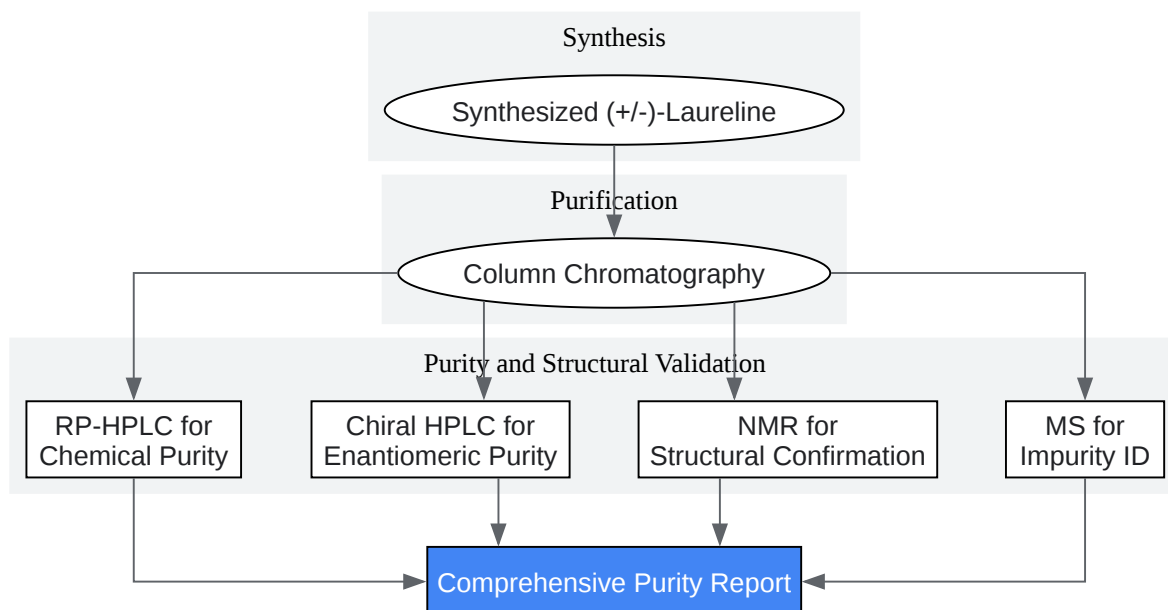 Synthesis
Synthesized (+/-)-Laureline
Purification
Column Chromatography
Purity and Structural Validation
RP-HPLC for
Chemical Purity
Chiral HPLC for
Enantiomeric Purity
NMR for
Structural Confirmation
MS for
Impurity ID
Comprehensive Purity Report